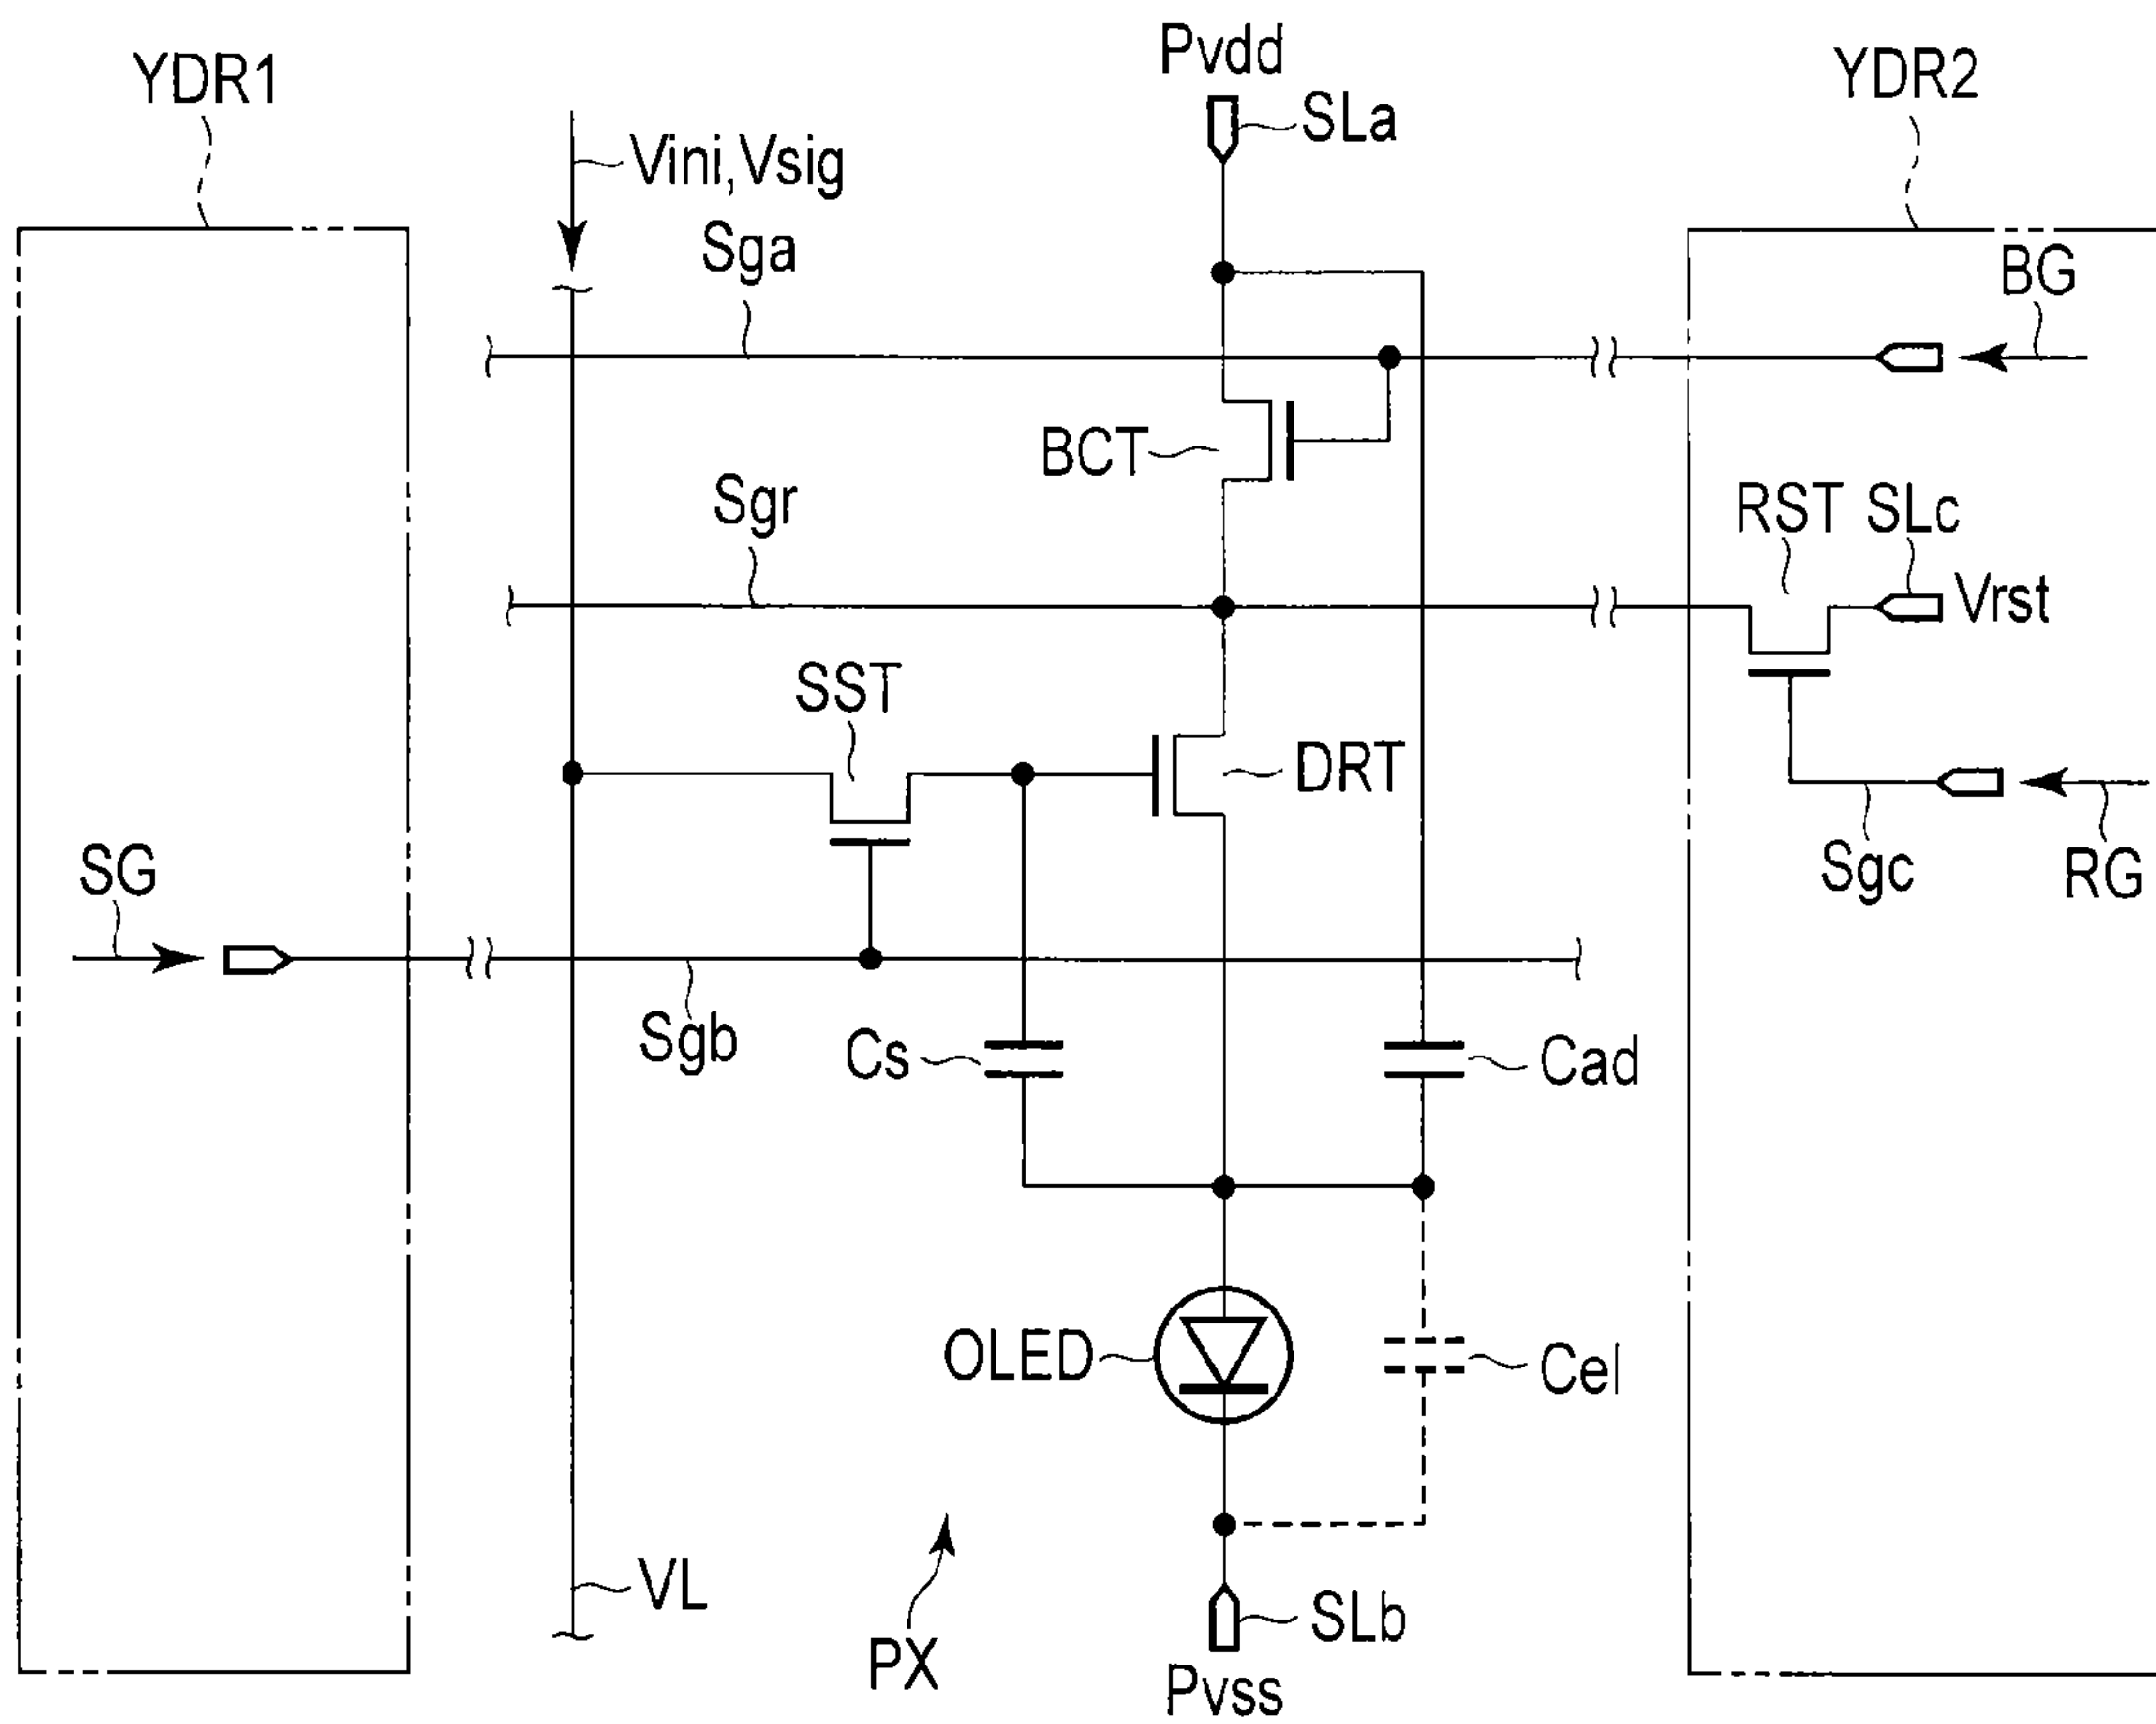 Pvdd
YDR1
YDR2
SLa
Vini,Vsig
Sga
BG
BCT
Sgr
RST SLc
Vrst
SST
DRT
SG
Sgc
RG
Sgb
Cs
Cad
OLED
Cel
VL
SLb
PX
Pvss